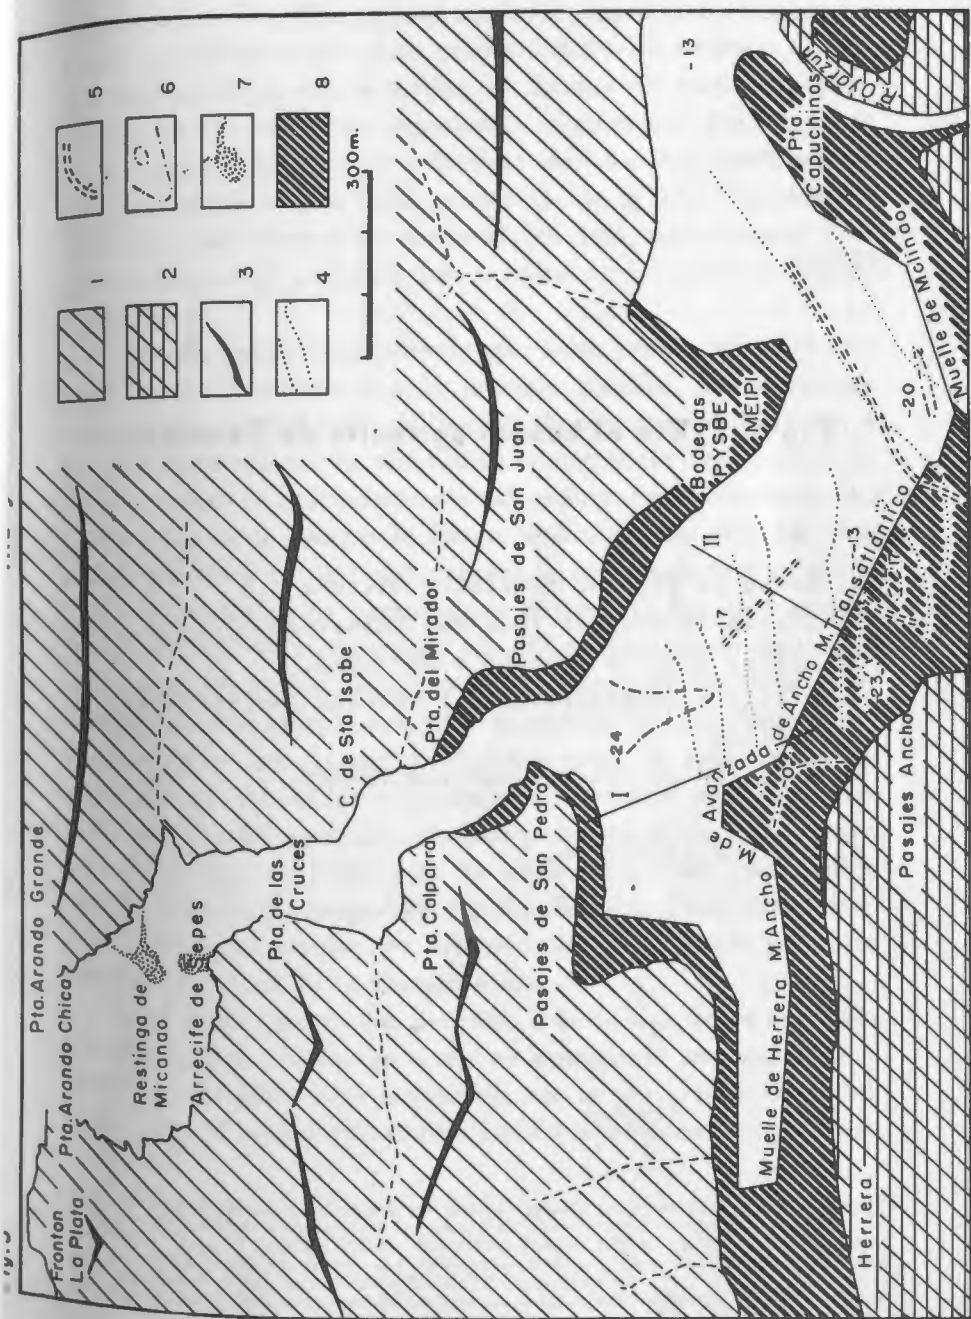 Pta. Arando Grande
Pta. Arando Chica
Fronton
La Plata
Restinga de
Micanao
Arrecife de Sepes
Pta. de las
Cruces
C. de Sta Isabe
Pta. del Mirador
Pta. Calparra
Pasajes de San Juan
Pasajes de San Pedro
Bodegas
PYSBE
MEIPI
Pta.
Capuchinos
R. Oyarzun
Muelle de Molinao
M. Transatlántico
M. de Avanzada de Ancho
M. Ancho
Muelle de Herrera
Herrera
Pasajes Ancho
I
II
-24
-17
-13
-20
-13
-21
-23
1
2
3
4
5
6
7
8
300m.